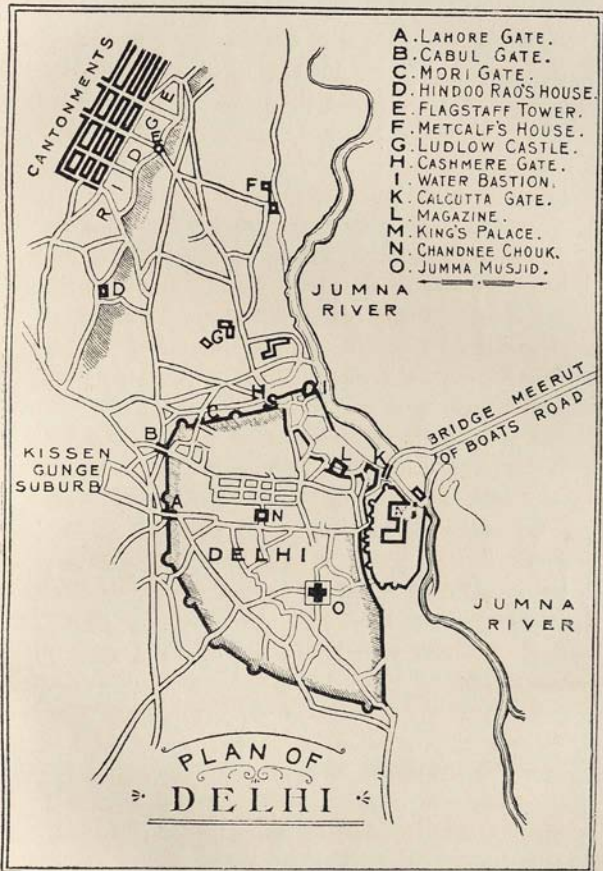 A. LAHORE GATE.
B. CABUL GATE.
C. MORI GATE.
D. HINDOO RAO'S HOUSE.
E. FLAGSTAFF TOWER.
F. METCALF'S HOUSE.
G. LUDLOW CASTLE.
H. CASHMERE GATE.
I. WATER BASTION.
K. CALCUTTA GATE.
L. MAGAZINE.
M. KING'S PALACE.
N. CHANDNEE CHOUK.
O. JUMMA MUSJID.
CANTONMENTS
RIDGE
E
F
D
JUMNA
RIVER
G
H
I
C
B
BRIDGE MEERUT
OF BOATS ROAD
KISSEN
GUNGE
SUBURB
L
K
A
N
DELHI
O
JUMNA
RIVER
PLAN OF
DELHI